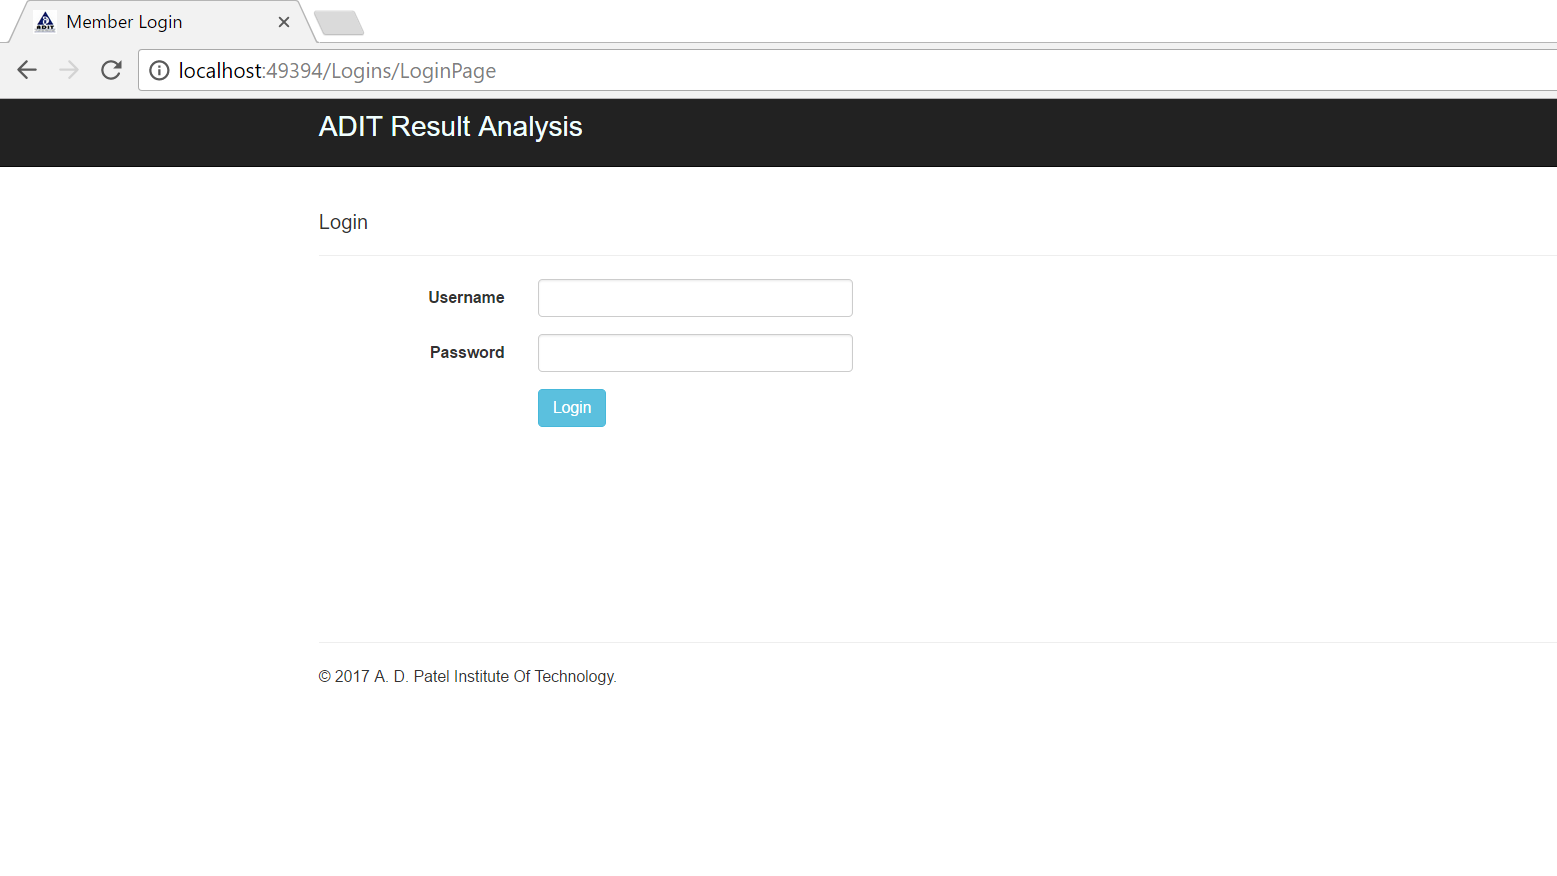 Member Login
localhost:49394/Logins/LoginPage
ADIT Result Analysis
Login
Username
Password
Login
© 2017 A. D. Patel Institute Of Technology.